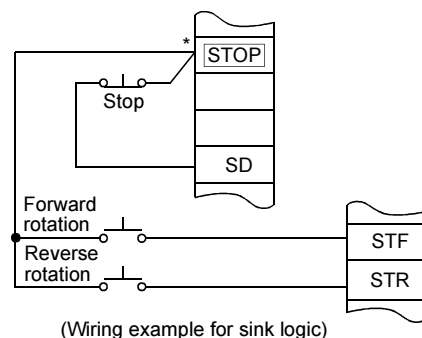 *
STOP
Stop
SD
Forward
rotation
Reverse
rotation
STF
STR
(Wiring example for sink logic)